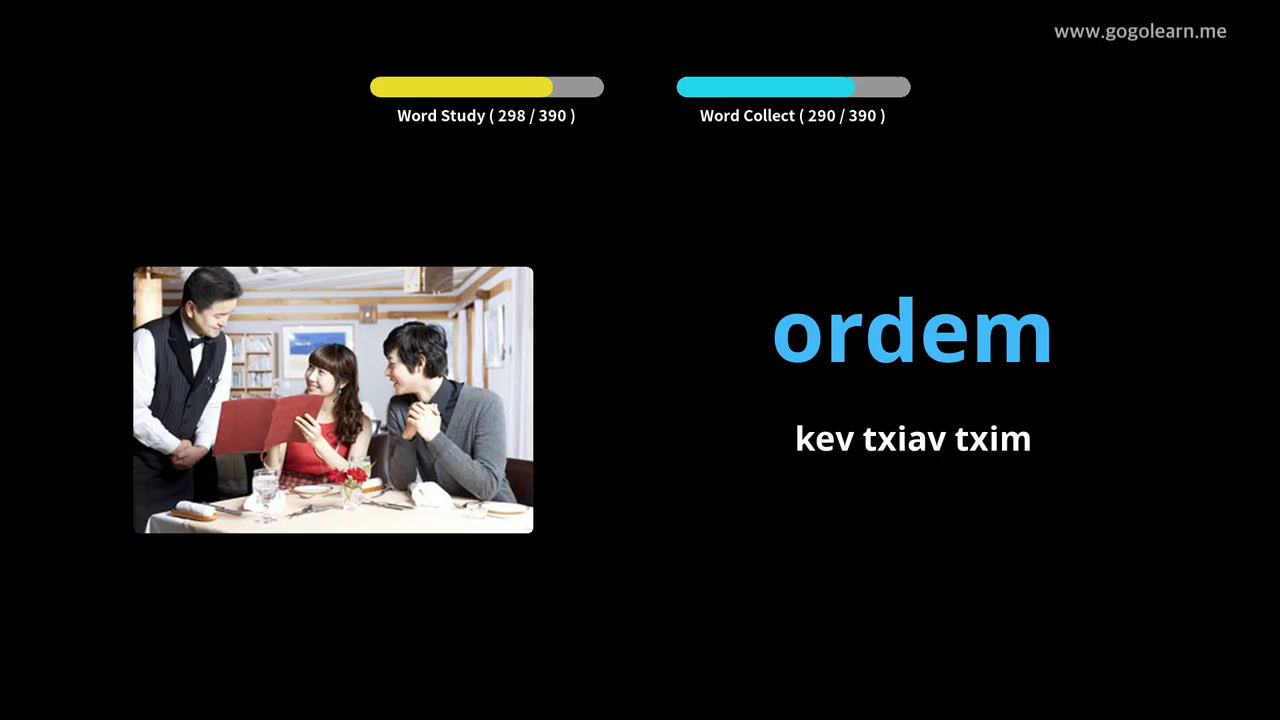 www.gogolearn.me
Word Study ( 298 / 390 )
Word Collect ( 290 / 390 )
ordem
kev txiav txim